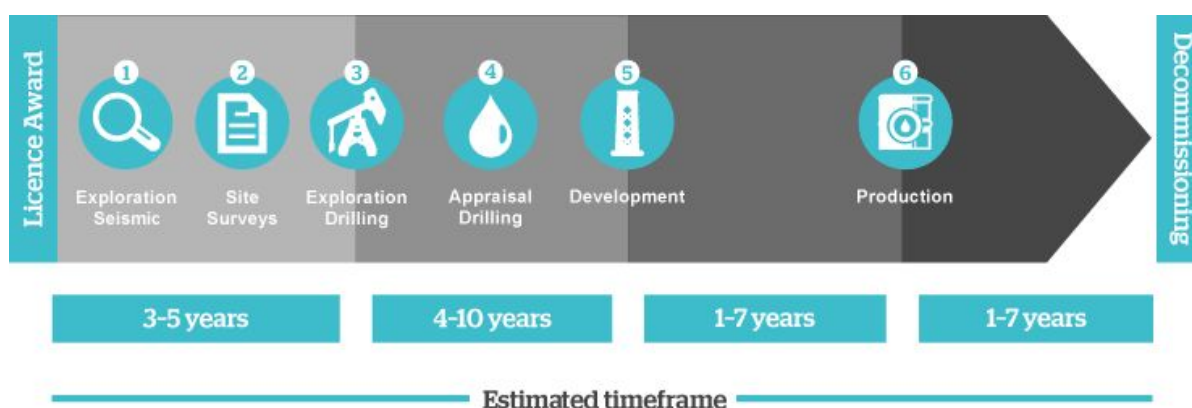 Licence Award
1
2
3
4
5
6
Exploration
Seismic
Site
Surveys
Exploration
Drilling
Appraisal
Drilling
Development
Production
Decommissioning
3-5 years
4-10 years
1-7 years
1-7 years
Estimated timeframe